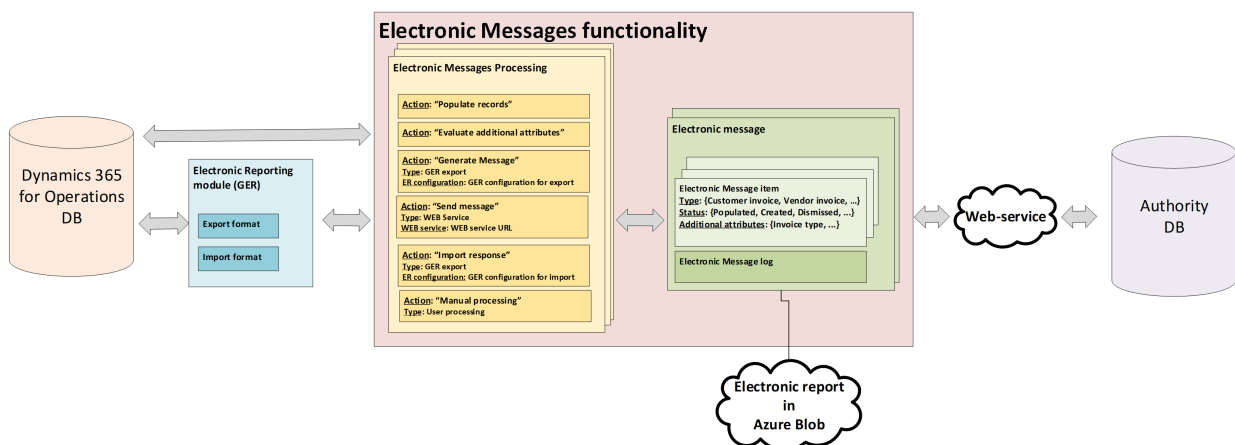 Electronic Messages functionality
Electronic Messages Processing
Action: “Populate records”
Action: “Evaluate additional attributes”
Action: “Generate Message”
Type: GER export
ER configuration: GER configuration for export
Action: “Send message”
Type: WEB Service
WEB service: WEB service URL
Action: “Import response”
Type: GER export
ER configuration: GER configuration for import
Action: “Manual processing”
Type: User processing
Dynamics 365
for Operations
DB
Electronic Reporting
module (GER)
Export format
Import format
Electronic message
Electronic Message item
Type: {Customer invoice, Vendor invoice, …}
Status: {Populated, Created, Dismissed, ...}
Additional attributes: {Invoice type, ...}
Electronic Message log
Web-service
Authority
DB
Electronic report
in
Azure Blob